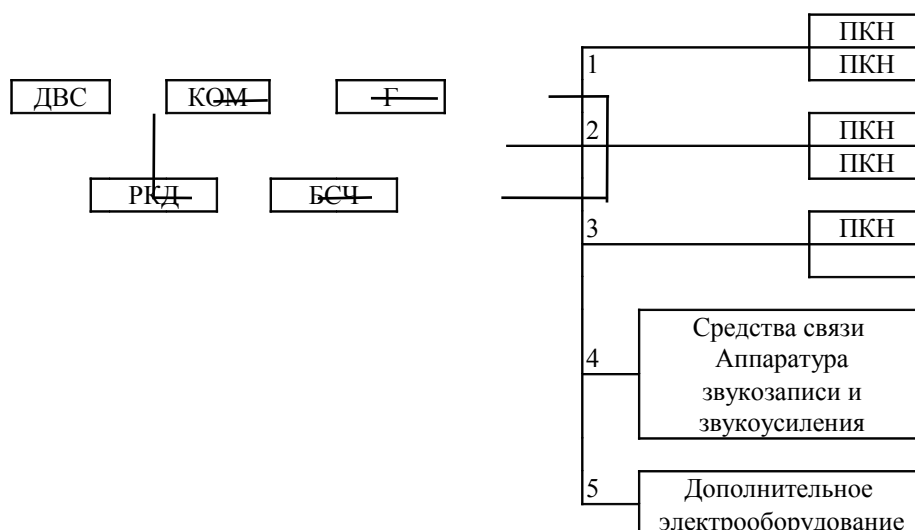 ПКН
1
ПКН
ДВС КОМ Г
2 ПКН
ПКН
РКД БСЧ
3 ПКН
Средства связи
4 Аппаратура
звукозаписи и
звукоусиления
5 Дополнительное
электрооборудование